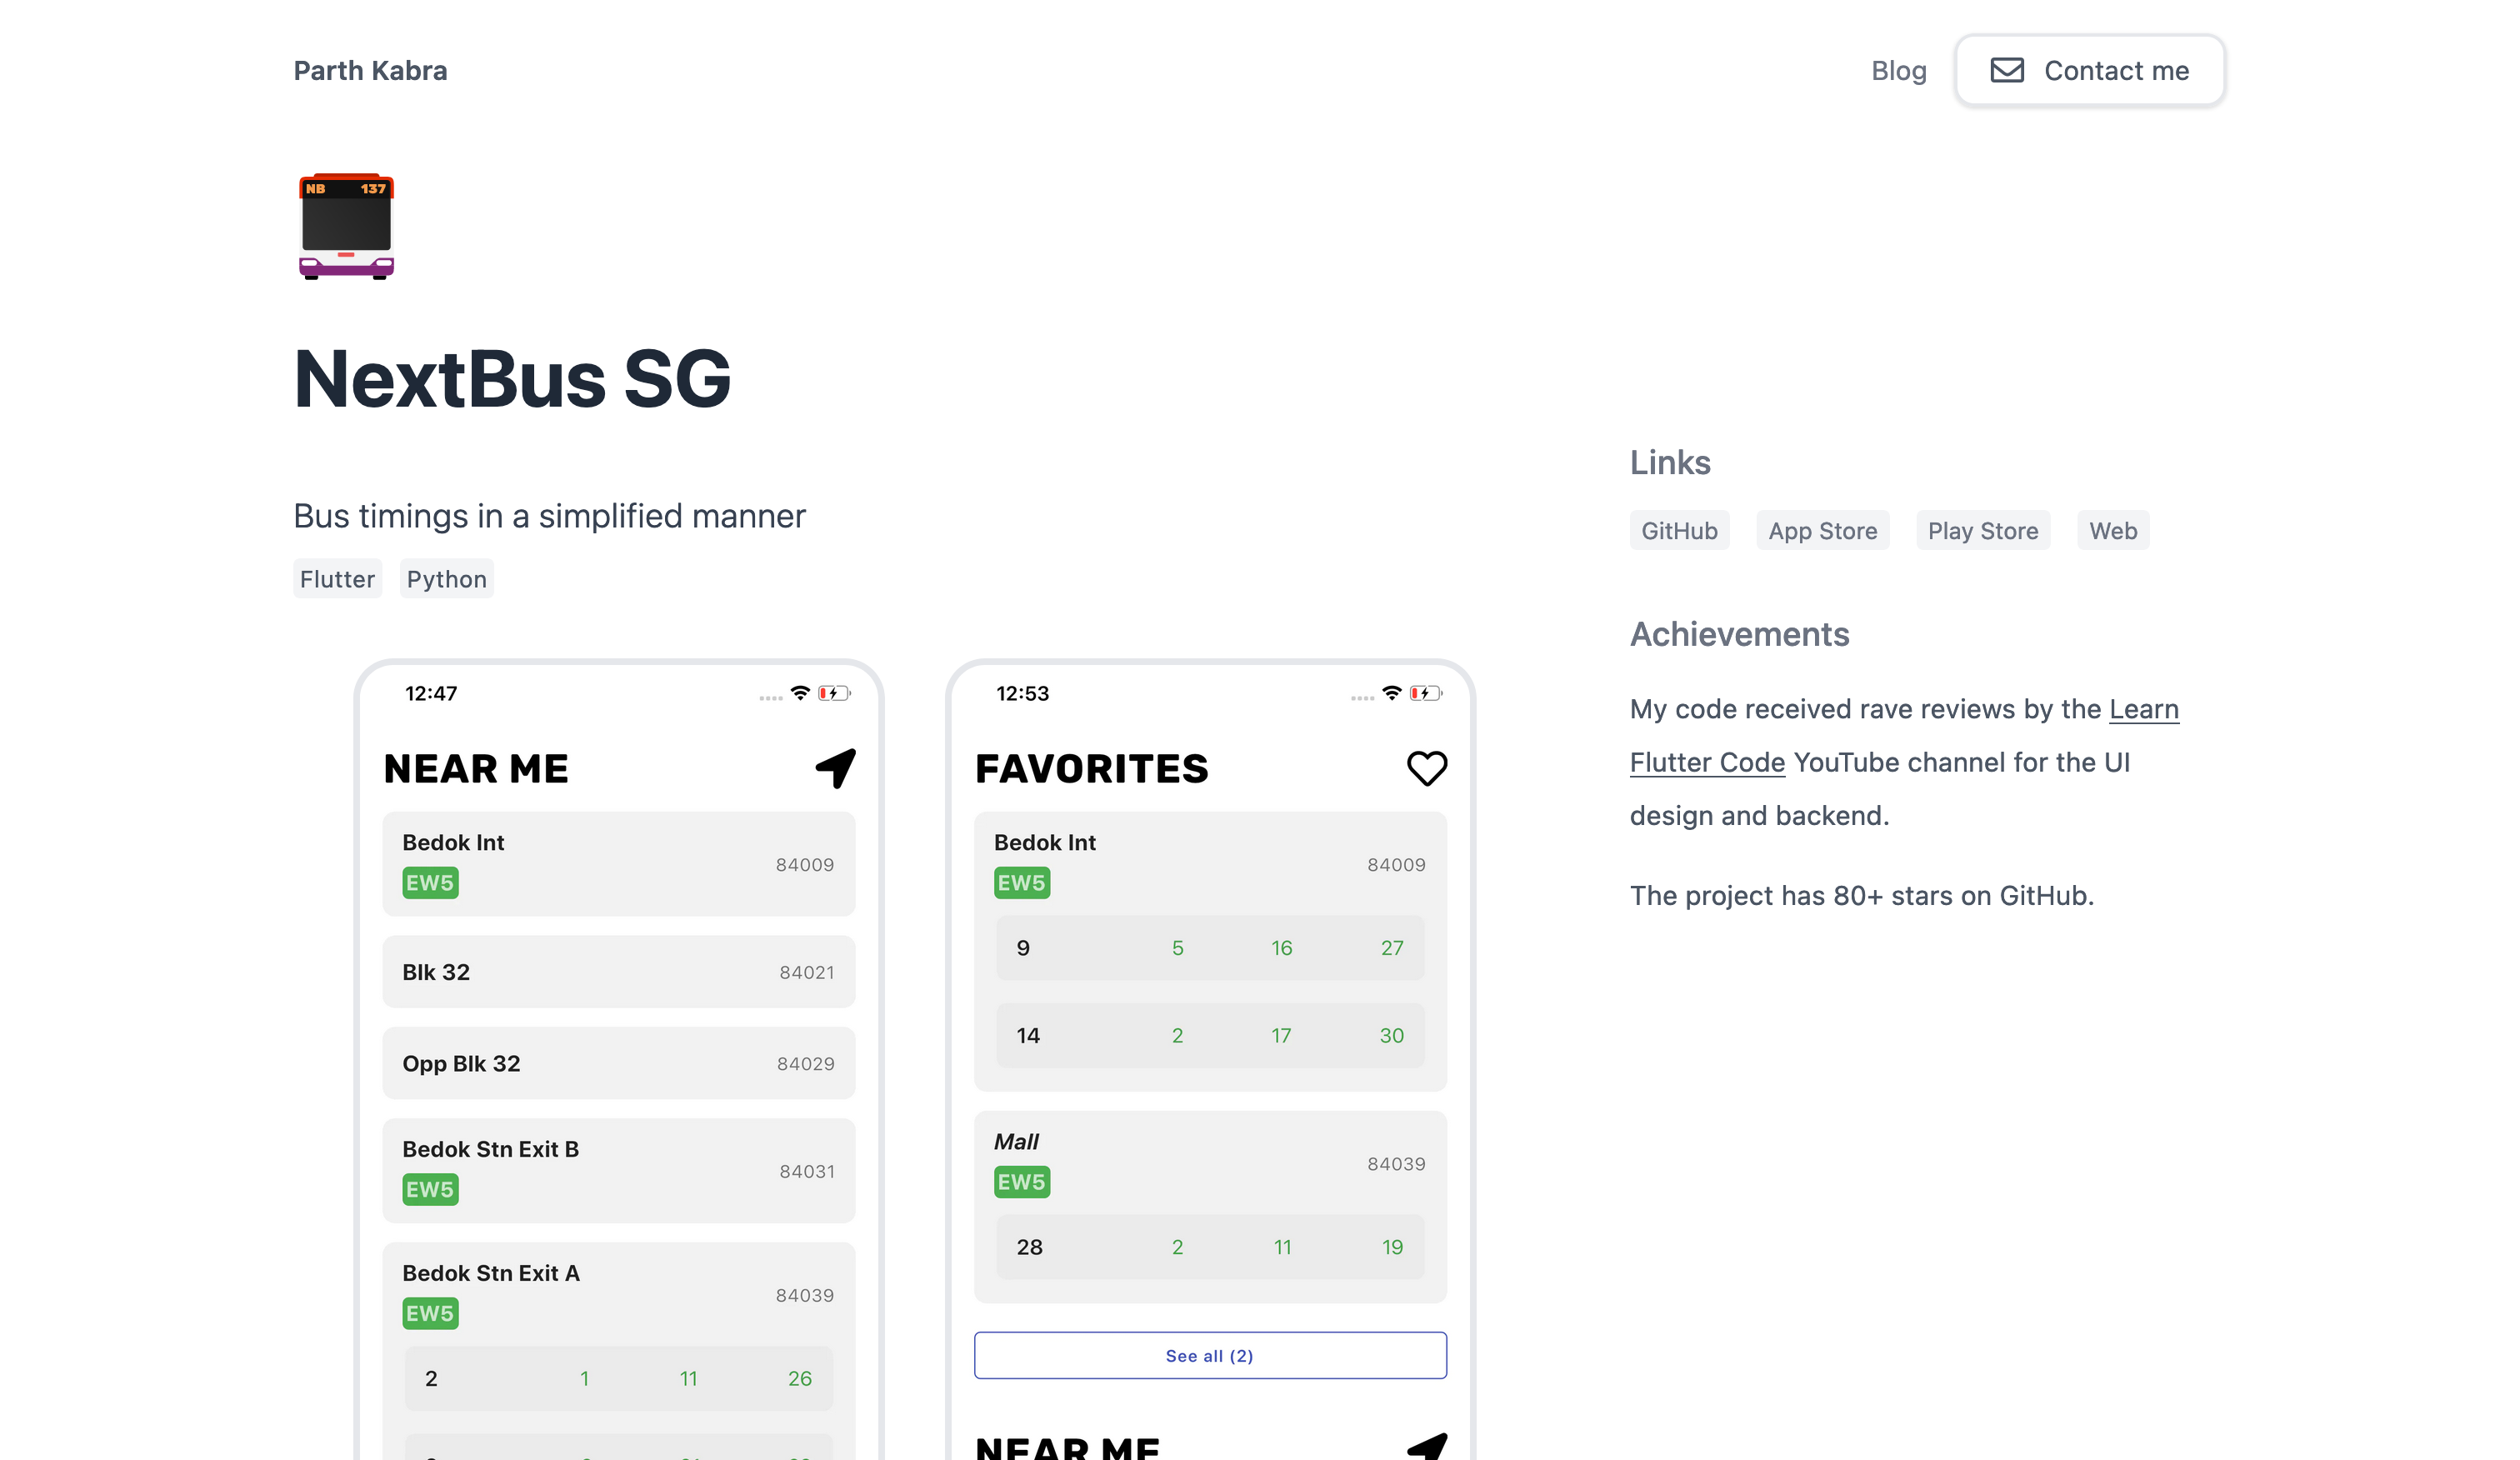 Parth Kabra
Blog
Contact me
NB 137
NextBus SG
Bus timings in a simplified manner
Flutter Python
12:47
NEAR ME
Bedok Int
EW5
84009
Blk 32
84021
Opp Blk 32
84029
Bedok Stn Exit B
EW5
84031
Bedok Stn Exit A
EW5
84039
2 1 11 26
12:53
FAVORITES
Bedok Int
EW5
84009
9 5 16 27
14 2 17 30
Mall
EW5
84039
28 2 11 19
See all (2)
NEAR ME
Links
GitHub App Store Play Store Web
Achievements
My code received rave reviews by the Learn
Flutter Code YouTube channel for the UI
design and backend.
The project has 80+ stars on GitHub.